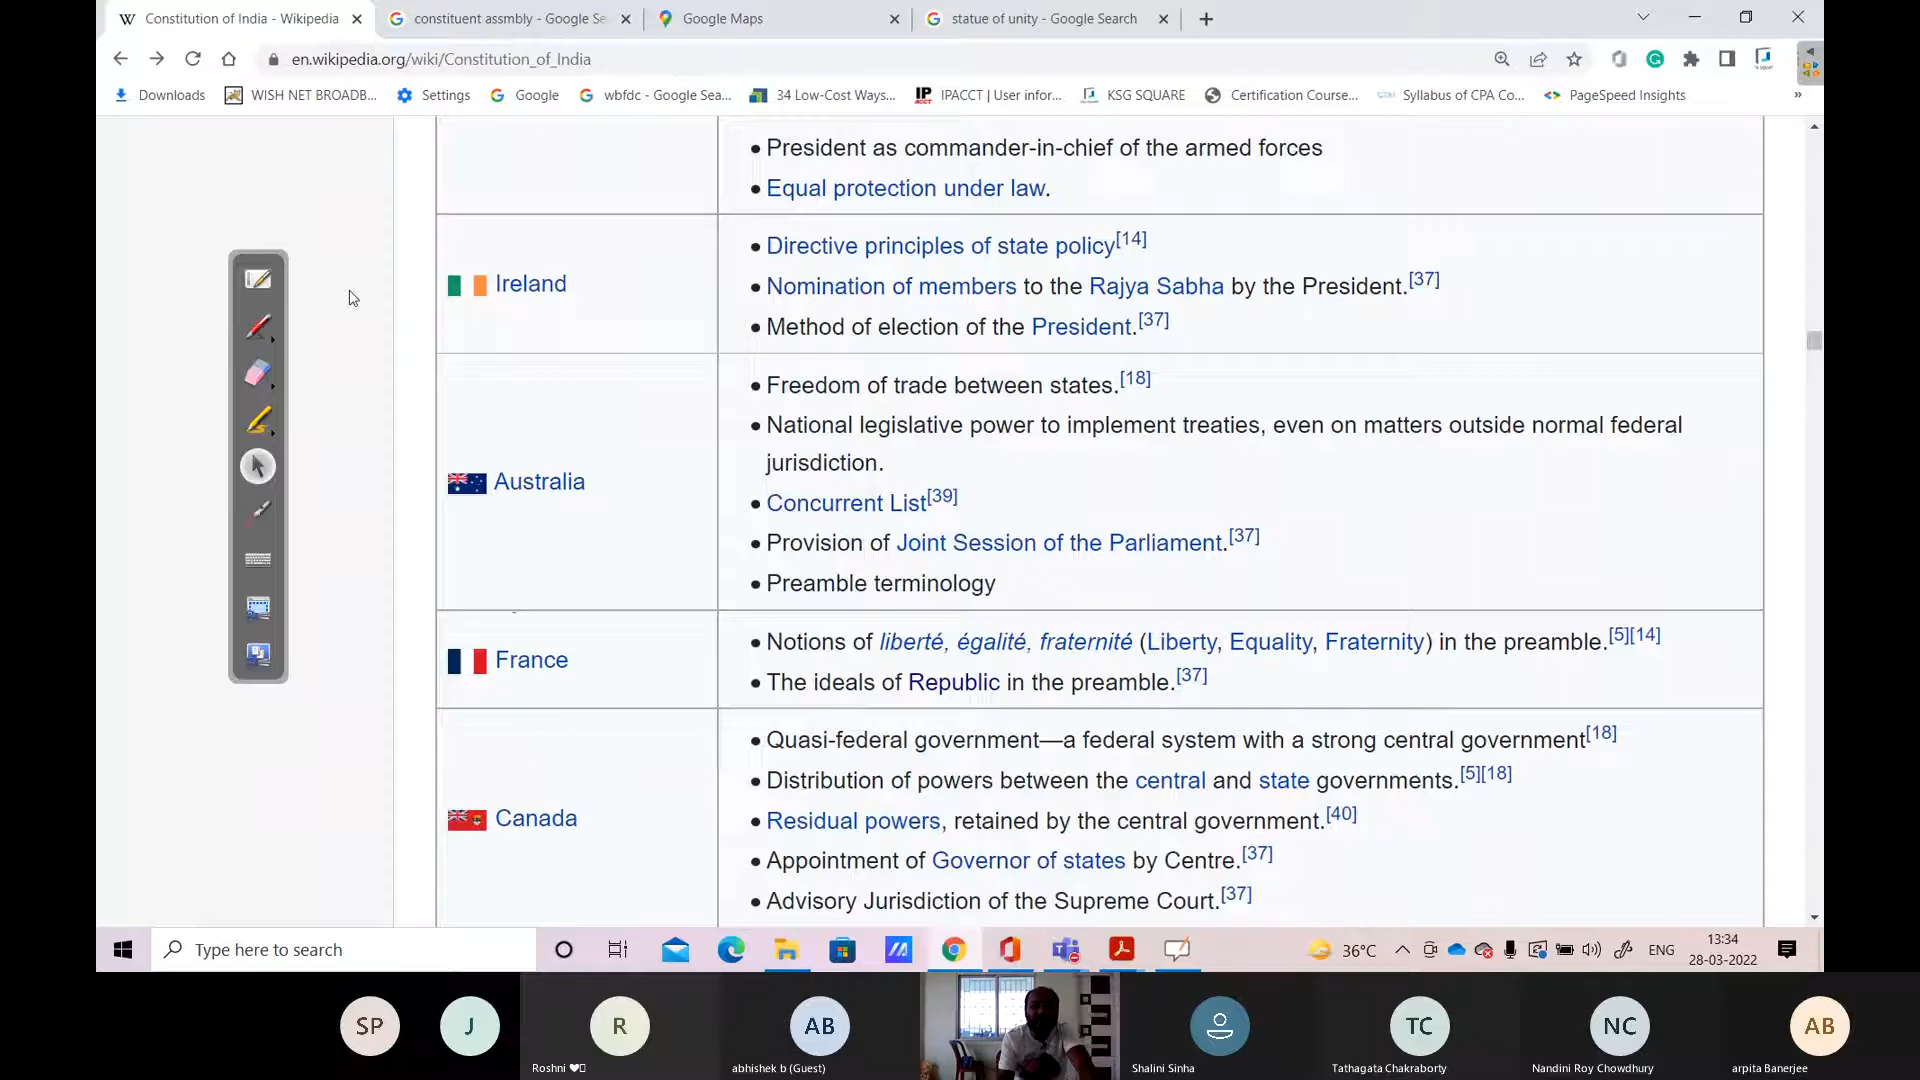 Constitution of India - Wikipedia
constituent assmbly - Google Se
Google Maps
statue of unity - Google Search
en.wikipedia.org/wiki/Constitution_of_India
Downloads
WISH NET BROADB...
Settings
Google
wbfdc - Google Sea...
34 Low-Cost Ways...
IPACCT | User infor...
KSG SQUARE
Certification Course...
Syllabus of CPA Co...
PageSpeed Insights
»
• President as commander-in-chief of the armed forces
• Equal protection under law.
Ireland
• Directive principles of state policy[14]
• Nomination of members to the Rajya Sabha by the President.[37]
• Method of election of the President.[37]
Australia
• Freedom of trade between states.[18]
• National legislative power to implement treaties, even on matters outside normal federal
jurisdiction.
• Concurrent List[39]
• Provision of Joint Session of the Parliament.[37]
• Preamble terminology
France
• Notions of liberté, égalité, fraternité (Liberty, Equality, Fraternity) in the preamble.[5][14]
• The ideals of Republic in the preamble.[37]
Canada
• Quasi-federal government—a federal system with a strong central government[18]
• Distribution of powers between the central and state governments.[5][18]
• Residual powers, retained by the central government.[40]
• Appointment of Governor of states by Centre.[37]
• Advisory Jurisdiction of the Supreme Court.[37]
Type here to search
36°C
ENG
13:34
28-03-2022
SP
J
R
AB
TC
NC
AB
Roshni
abhishek b (Guest)
Shalini Sinha
Tathagata Chakraborty
Nandini Roy Chowdhury
arpita Banerjee